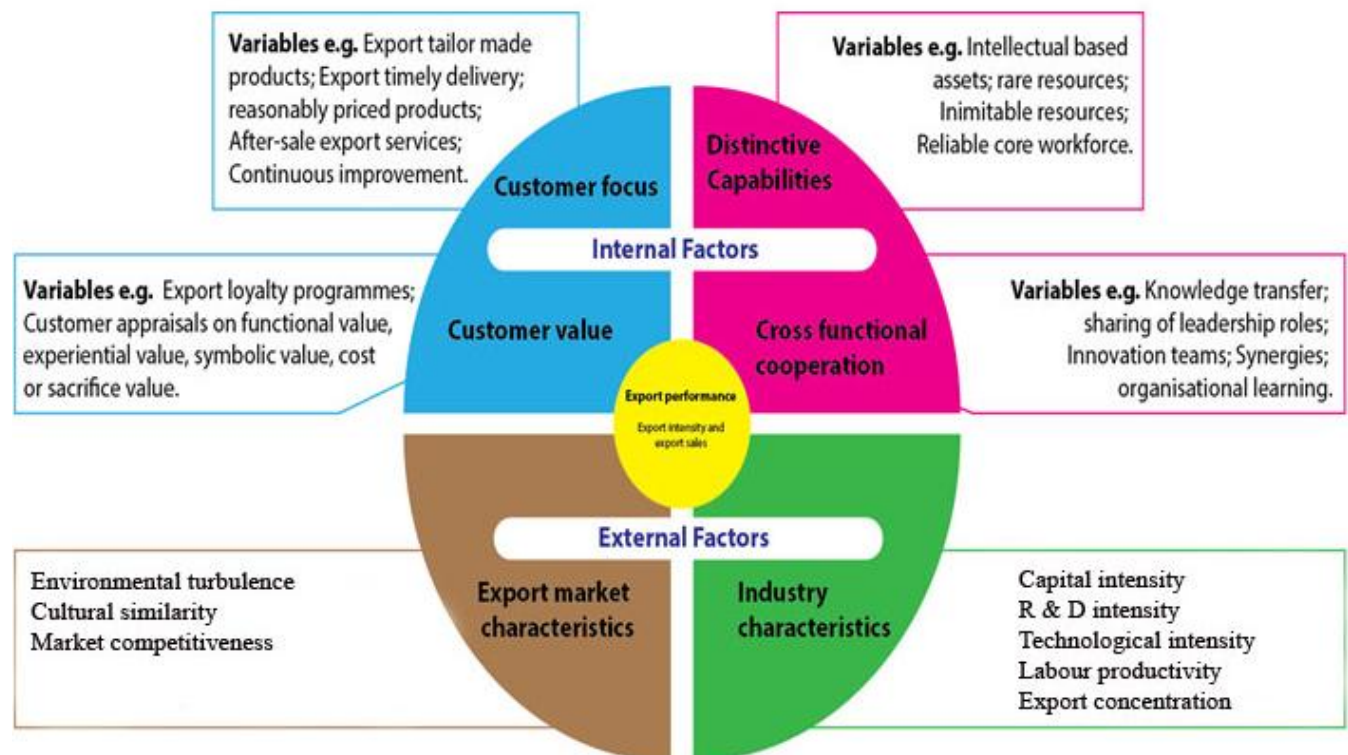 Variables e.g. Export tailor made
products; Export timely delivery;
reasonably priced products;
After-sale export services;
Continuous improvement.
Variables e.g. Intellectual based
assets; rare resources;
Inimitable resources;
Reliable core workforce.
Customer focus
Distinctive
Capabilities
Internal Factors
Variables e.g. Export loyalty programmes;
Customer appraisals on functional value,
experiential value, symbolic value, cost
or sacrifice value.
Customer value
Cross functional
cooperation
Variables e.g. Knowledge transfer;
sharing of leadership roles;
Innovation teams; Synergies;
organisational learning.
Export performance
Export intensity and
export sales
External Factors
Environmental turbulence
Cultural similarity
Market competitiveness
Export market
characteristics
Industry
characteristics
Capital intensity
R & D intensity
Technological intensity
Labour productivity
Export concentration